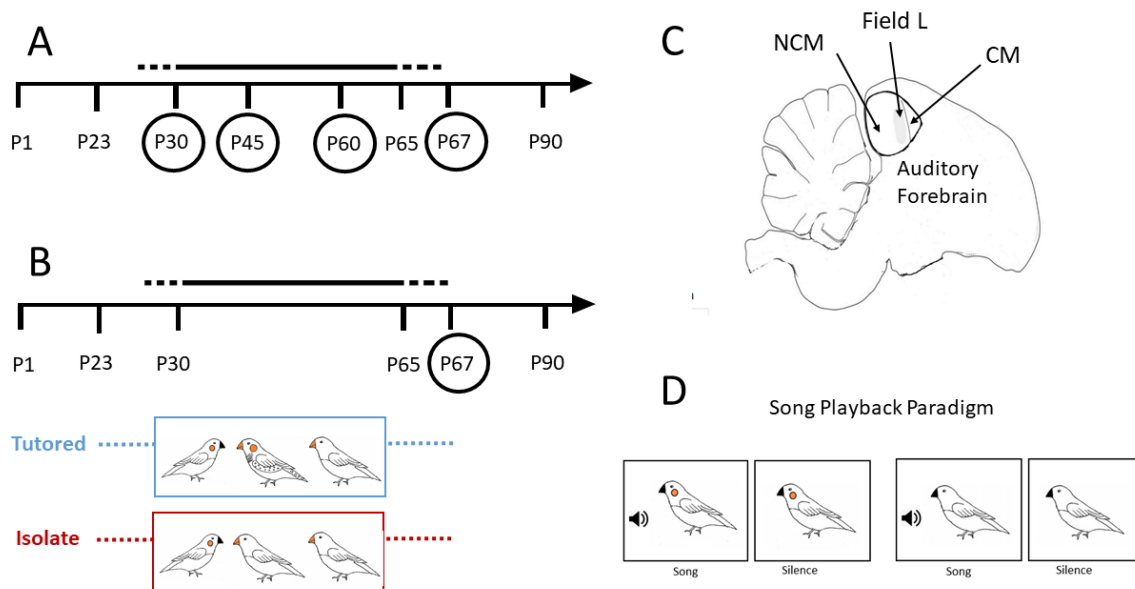 A
P1 P23 P30 P45 P60 P65 P67 P90
B
P1 P23 P30 P65 P67 P90
Tutored
Isolate
C
Field L
NCM
CM
Auditory
Forebrain
D
Song Playback Paradigm
Song Silence Song Silence